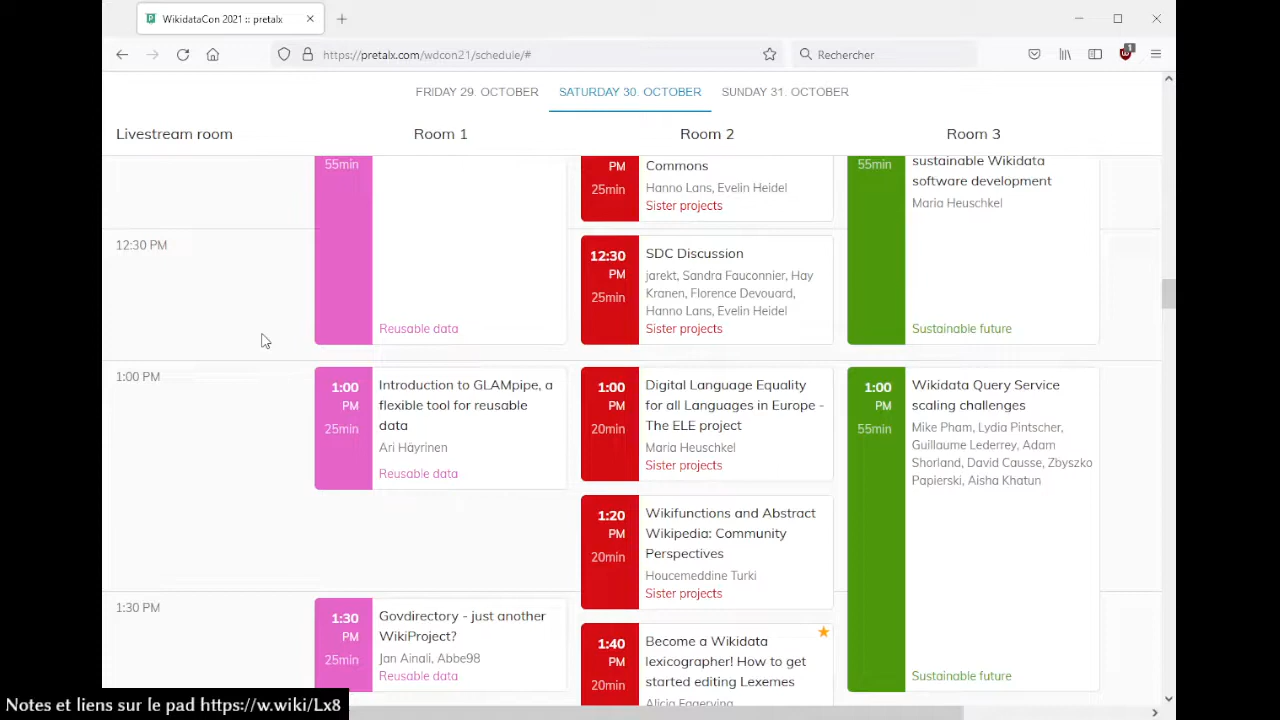 WikidataCon 2021 :: pretalx
https://pretalx.com/wdcon21/schedule/#
Rechercher
1
FRIDAY 29. OCTOBER
SATURDAY 30. OCTOBER
SUNDAY 31. OCTOBER
Livestream room
Room 1
Room 2
Room 3
12:30 PM
1:00 PM
1:30 PM
55min
Reusable data
1:00
PM
25min
Introduction to GLAMpipe, a
flexible tool for reusable
data
Ari Häyrinen
Reusable data
1:30
PM
25min
Govdirectory - just another
WikiProject?
Jan Ainali, Abbe98
Reusable data
PM
25min
Commons
Hanno Lans, Evelin Heidel
Sister projects
12:30
PM
25min
SDC Discussion
jarekt, Sandra Fauconnier, Hay
Kranen, Florence Devouard,
Hanno Lans, Evelin Heidel
Sister projects
1:00
PM
20min
Digital Language Equality
for all Languages in Europe -
The ELE project
Maria Heuschkel
Sister projects
1:20
PM
20min
Wikifunctions and Abstract
Wikipedia: Community
Perspectives
Houcemeddine Turki
Sister projects
1:40
PM
20min
Become a Wikidata
lexicographer! How to get
started editing Lexemes
Alicia Fagerving
55min
sustainable Wikidata
software development
Maria Heuschkel
Sustainable future
1:00
PM
55min
Wikidata Query Service
scaling challenges
Mike Pham, Lydia Pintscher,
Guillaume Lederrey, Adam
Shorland, David Causse, Zbyszko
Papierski, Aisha Khatun
Sustainable future
Notes et liens sur le pad https://w.wiki/Lx8